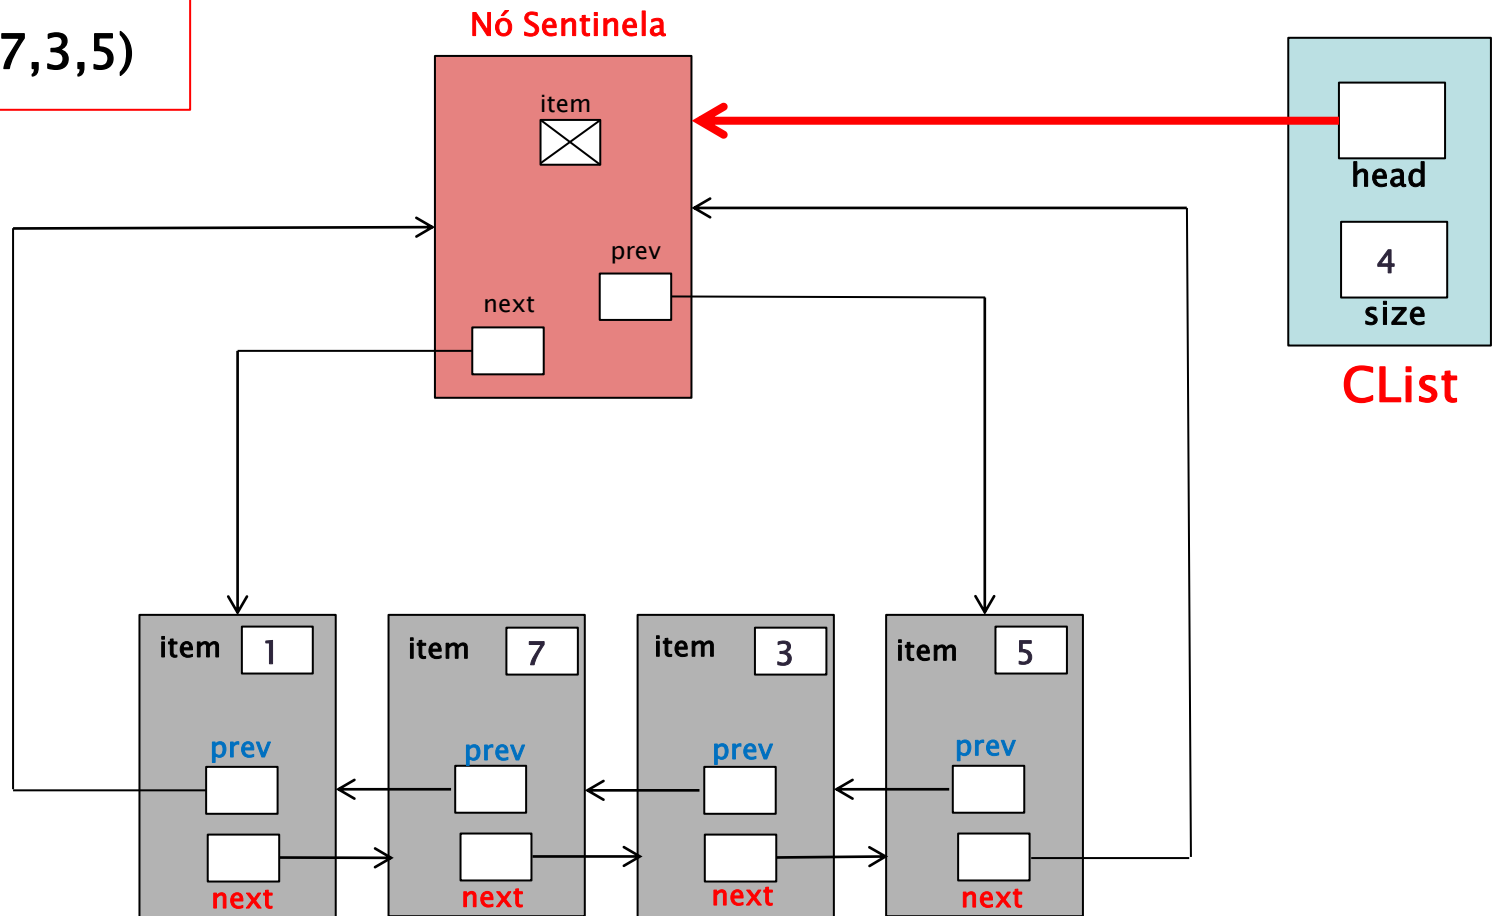 Nó Sentinela
7,3,5)
item
head
prev
4
next
size
CList
item 1
item 7
item 3
item 5
prev
prev
prev
prev
next
next
next
next